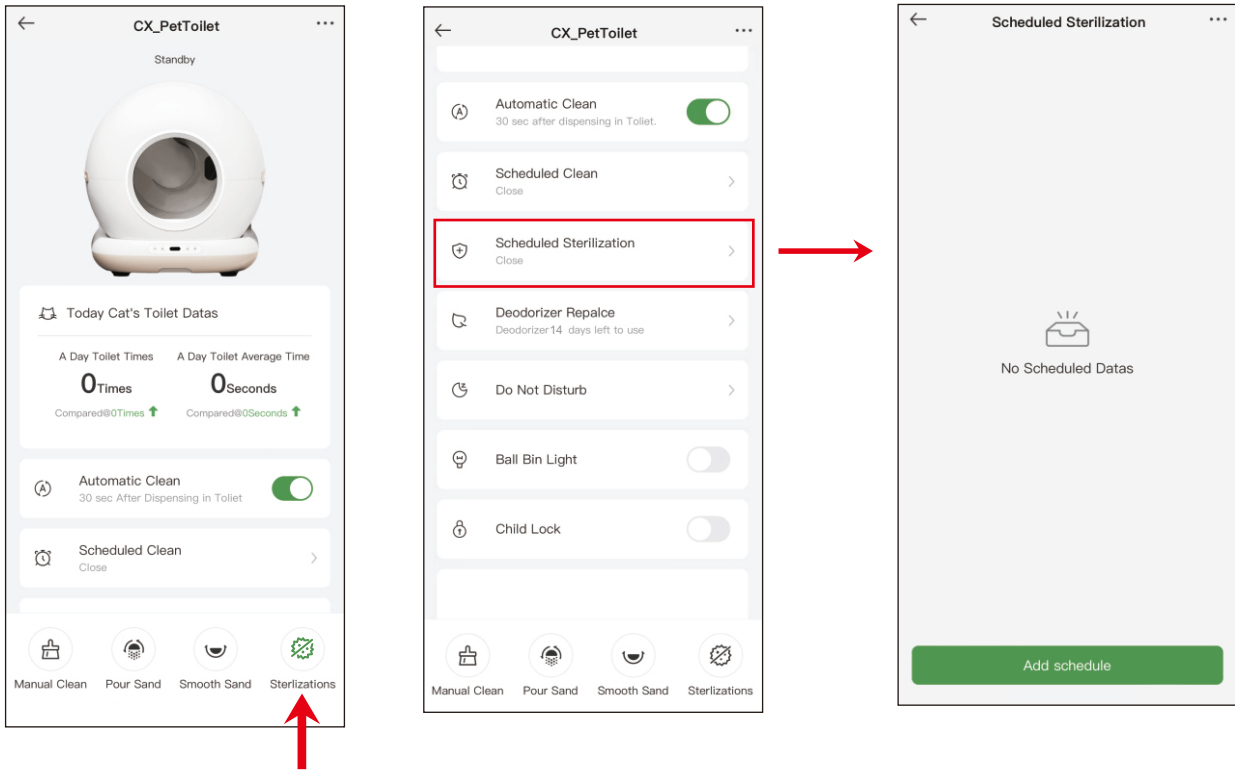 CX_PetToilet
Standby
Today Cat's Toilet Datas
A Day Toilet Times A Day Toilet Average Time
0Times 0Seconds
Compared@0Times Compared@0Seconds
Automatic Clean
30 sec After Dispensing in Toliet
Scheduled Clean
Close
Manual Clean Pour Sand Smooth Sand Sterlizations
CX_PetToilet
Automatic Clean
30 sec after dispensing in Toliet.
Scheduled Clean
Close
Scheduled Sterilization
Close
Deodorizer Repalce
Deodorizer14 days left to use
Do Not Disturb
Ball Bin Light
Child Lock
Manual Clean Pour Sand Smooth Sand Sterlizations
Scheduled Sterilization
No Scheduled Datas
Add schedule